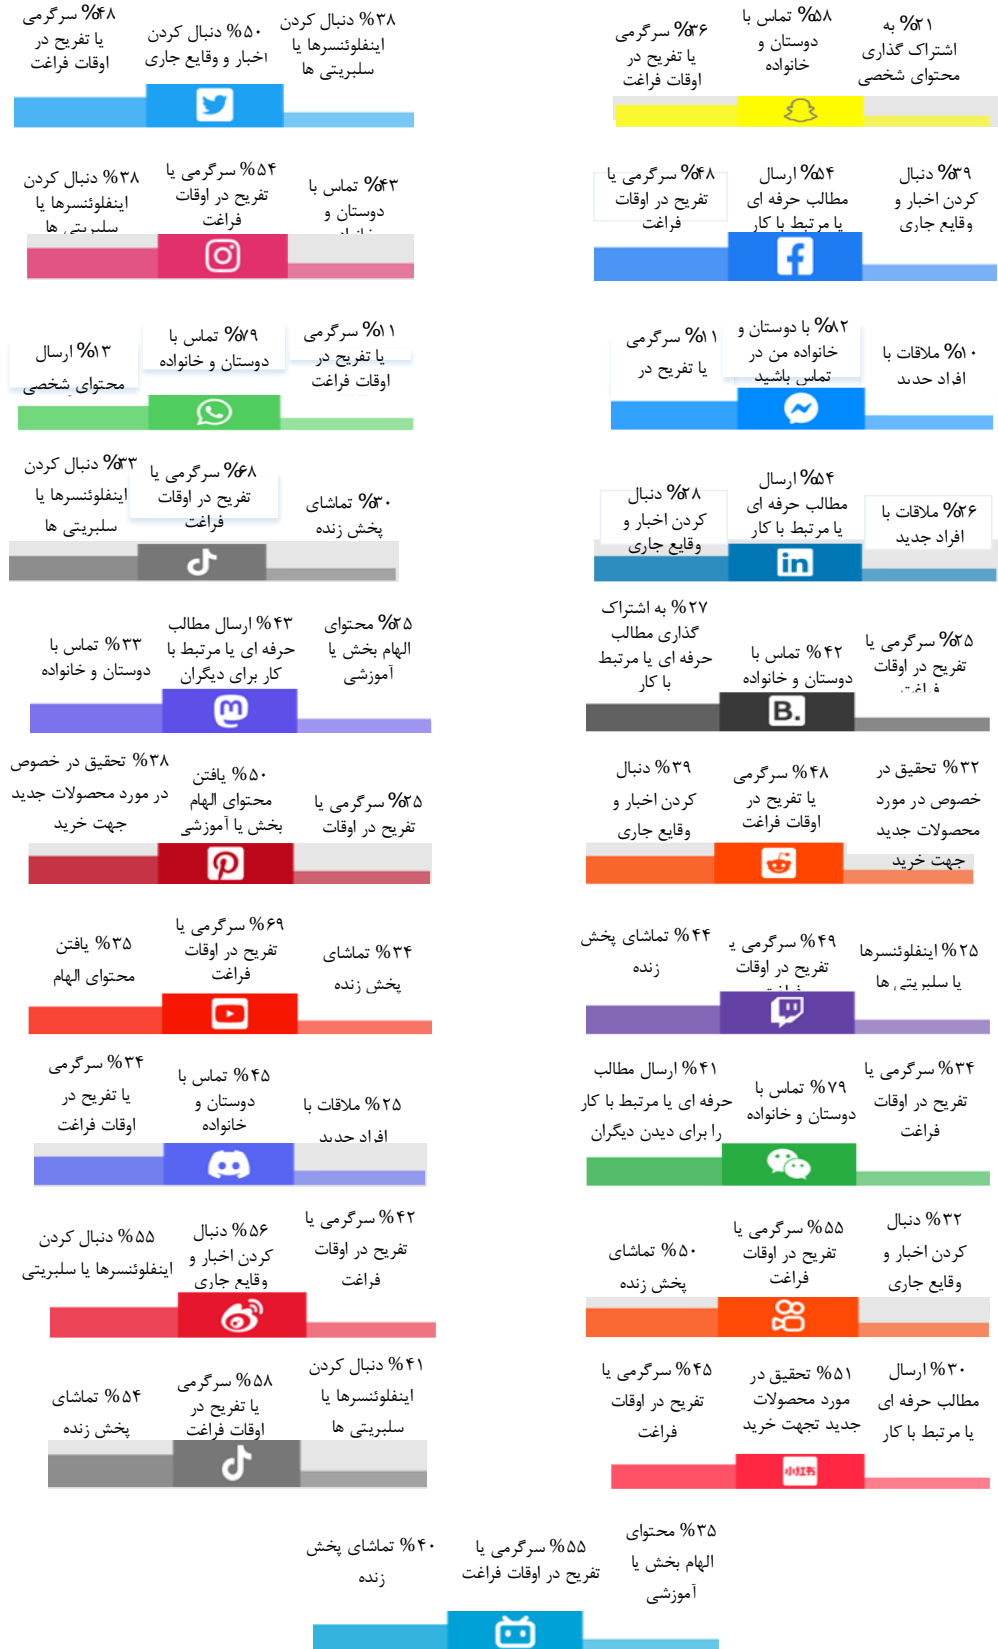 %۴۸ سرگرمی
یا تفریح در
اوقات فراغت
%۵۰ دنبال کردن
اخبار و وقایع جاری
%۳۸ دنبال کردن
اینفلوئنسرها یا
سلبریتی ها
%۳۶ سرگرمی
یا تفریح در
اوقات فراغت
%۵۸ تماس با
دوستان و
خانواده
%۲۱ به
اشتراک گذاری
محتوای شخصی
%۳۸ دنبال کردن
اینفلوئنسرها یا
سلبریتی ها
%۵۴ سرگرمی یا
تفریح در اوقات
فراغت
%۴۳ تماس با
دوستان و
%۴۸ سرگرمی یا
تفریح در اوقات
فراغت
%۵۴ ارسال
مطالب حرفه ای
یا مرتبط با کار
%۳۹ دنبال
کردن اخبار و
وقایع جاری
%۱۳ ارسال
محتوای شخصی
%۷۹ تماس با
دوستان و خانواده
%۱۱ سرگرمی
یا تفریح در
اوقات فراغت
%۱۱ سرگرمی
یا تفریح در
%۸۲ با دوستان و
خانواده من در
تماس باشید
%۱۰ ملاقات با
افراد جدید
%۳۳ دنبال کردن
اینفلوئنسرها یا
سلبریتی ها
%۶۸ سرگرمی یا
تفریح در اوقات
فراغت
%۳۰ تماشای
پخش زنده
%۲۸ دنبال
کردن اخبار و
وقایع جاری
%۵۴ ارسال
مطالب حرفه ای
یا مرتبط با کار
in
%۲۶ ملاقات با
افراد جدید
%۳۳ تماس با
دوستان و خانواده
%۴۳ ارسال مطالب
حرفه ای یا مرتبط با
کار برای دیگران
%۲۵ محتوای
الهام بخش یا
آموزشی
%۲۷ به اشتراک
گذاری مطالب
حرفه ای یا مرتبط
با کار
%۴۲ تماس با
دوستان و خانواده
B.
%۲۵ سرگرمی یا
تفریح در اوقات
فراغت
%۳۸ تحقیق در خصوص
در مورد محصولات جدید
جهت خرید
%۵۰ یافتن
محتوای الهام
بخش یا آموزشی
%۲۵ سرگرمی یا
تفریح در اوقات
%۳۹ دنبال
کردن اخبار و
وقایع جاری
%۴۸ سرگرمی
یا تفریح در
اوقات فراغت
%۳۲ تحقیق در
خصوص در مورد
محصولات جدید
جهت خرید
%۳۵ یافتن
محتوای الهام
%۶۹ سرگرمی یا
تفریح در اوقات
فراغت
%۳۴ تماشای
پخش زنده
%۴۴ تماشای پخش
زنده
%۴۹ سرگرمی یا
تفریح در اوقات
فراغت
%۲۵ اینفلوئنسرها
یا سلبریتی ها
%۳۴ سرگرمی
یا تفریح در
اوقات فراغت
%۴۵ تماس با
دوستان و
خانواده
%۲۵ ملاقات با
افراد جدید
%۴۱ ارسال مطالب
حرفه ای یا مرتبط با کار
را برای دیدن دیگران
%۷۹ تماس با
دوستان و خانواده
%۳۴ سرگرمی یا
تفریح در اوقات
فراغت
%۵۵ دنبال کردن
اینفلوئنسرها یا سلبریتی
%۵۶ دنبال
کردن اخبار و
وقایع جاری
%۴۲ سرگرمی یا
تفریح در اوقات
فراغت
%۵۰ تماشای
پخش زنده
%۵۵ سرگرمی یا
تفریح در اوقات
فراغت
%۳۲ دنبال
کردن اخبار و
وقایع جاری
%۵۴ تماشای
پخش زنده
%۵۸ سرگرمی
یا تفریح در
اوقات فراغت
%۴۱ دنبال کردن
اینفلوئنسرها یا
سلبریتی ها
%۴۵ سرگرمی یا
تفریح در اوقات
فراغت
%۵۱ تحقیق در
مورد محصولات
جدید تجهت خرید
小红书
%۳۰ ارسال
مطالب حرفه ای
یا مرتبط با کار
%۴۰ تماشای پخش
زنده
%۵۵ سرگرمی یا
تفریح در اوقات فراغت
%۳۵ محتوای
الهام بخش یا
آموزشی